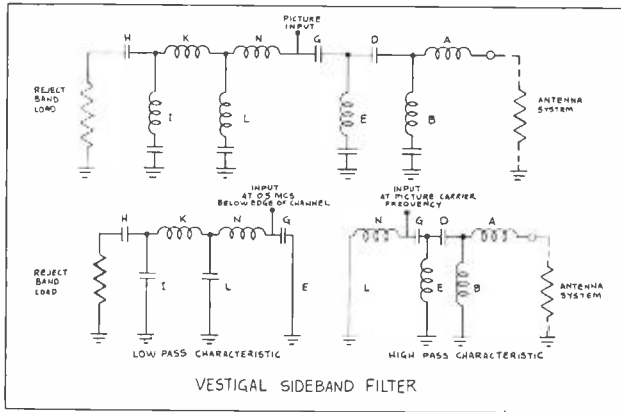 PICTURE
INPUT
H
K
N
G
D
A
REJECT
BAND
LOAD
I
L
E
B
ANTENNA
SYSTEM
INPUT
AT 0.5 MCS
BELOW EDGE OF CHANNEL
H
K
N
G
REJECT
BAND
LOAD
I
L
E
LOW PASS CHARACTERISTIC
INPUT
AT PICTURE CARRIER
FREQUENCY
N
G
D
A
L
E
B
ANTENNA
SYSTEM
HIGH PASS CHARACTERISTIC
VESTIGAL SIDEBAND FILTER